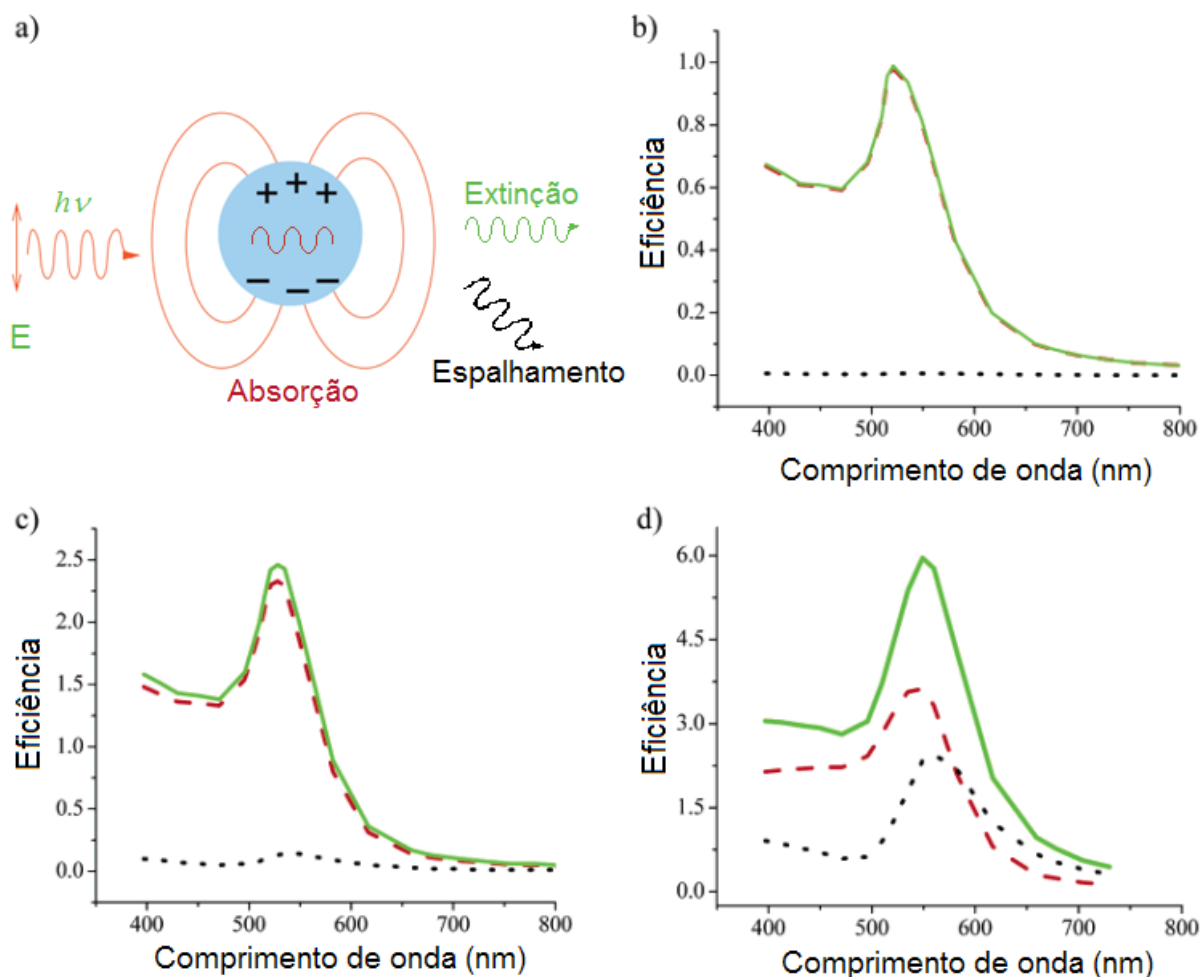 a)
hν
E
Absorção
Extinção
Espalhamento
b)
Eficiência
1.0
0.8
0.6
0.4
0.2
0.0
400 500 600 700 800
Comprimento de onda (nm)
c)
Eficiência
2.5
2.0
1.5
1.0
0.5
0.0
400 500 600 700 800
Comprimento de onda (nm)
d)
Eficiência
6.0
4.5
3.0
1.5
0.0
400 500 600 700 800
Comprimento de onda (nm)